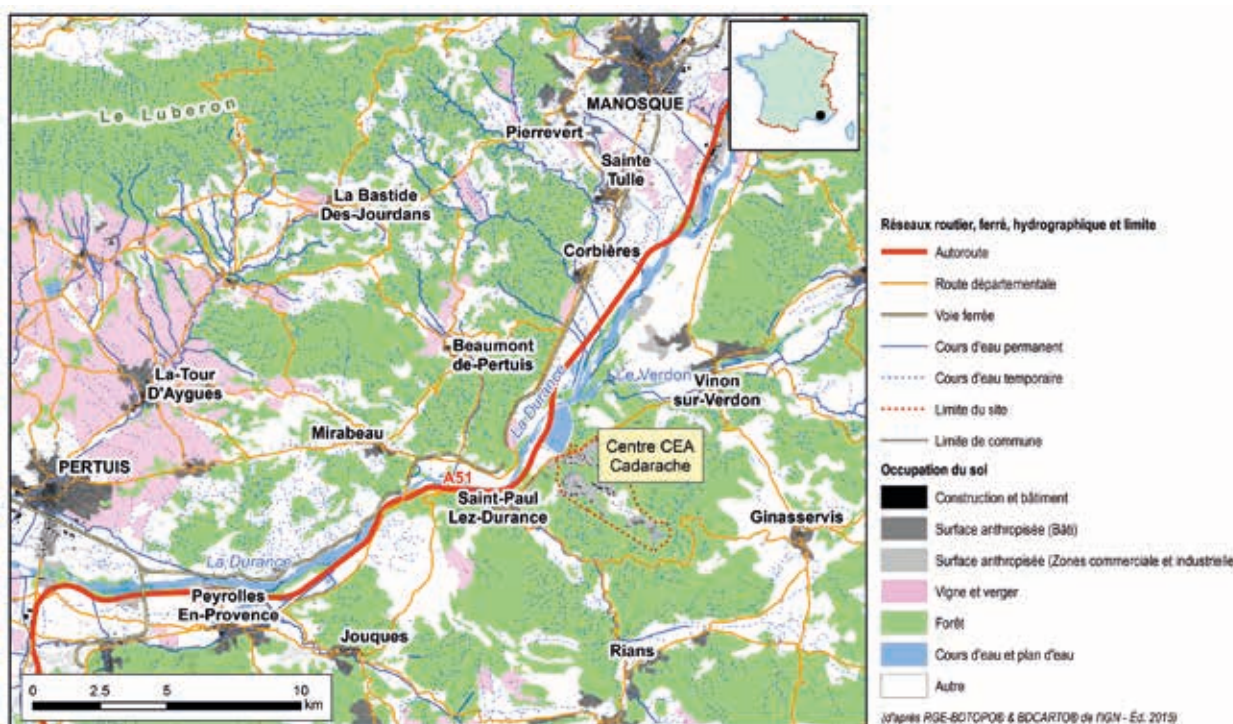 MANOSQUE
Le Luberon
Pierrevert
Sainte
Tulle
La Bastide
Des-Jourdans
Corbières
Beaumont
de-Pertuis
La-Tour
D'Aygues
La Durance
Le Verdon
Vinon
sur-Verdon
Mirabeau
Centre CEA
Cadarache
PERTUIS
A51
Saint-Paul
Lez-Durance
Ginasservis
La Durance
Peyrolles
En-Provence
Jouques
Rians
0 2.5 5 10
km
Réseaux routier, ferré, hydrographique et limite
Autoroute
Route départementale
Voie ferrée
Cours d'eau permanent
Cours d'eau temporaire
Limite du site
Limite de commune
Occupation du sol
Construction et bâtiment
Surface anthropisée (Bâti)
Surface anthropisée (Zones commerciale et industrielle
Vigne et verger
Forêt
Cours d'eau et plan d'eau
Autre
(d'après RGE-BDTOPO® & BDCARTO® de l'IGN - Éd. 2015)